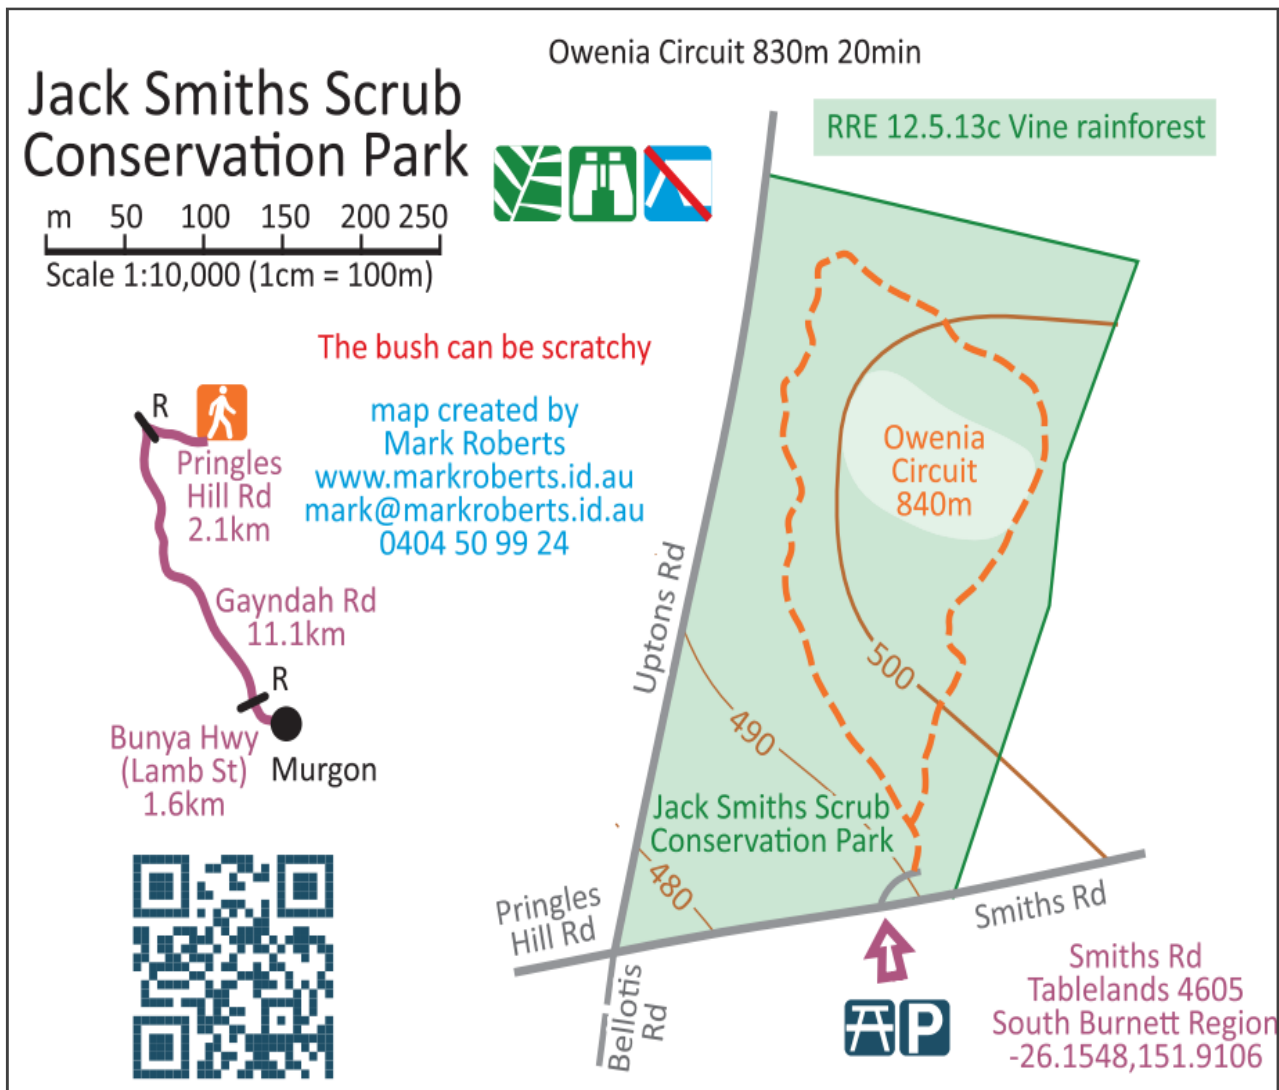 Owenia Circuit 830m 20min
Jack Smiths Scrub
Conservation Park
m 50 100 150 200 250
Scale 1:10,000 (1cm = 100m)
RRE 12.5.13c Vine rainforest
The bush can be scratchy
map created by
Mark Roberts
www.markroberts.id.au
mark@markroberts.id.au
0404 50 99 24
R
Pringles
Hill Rd
2.1km
Gayndah Rd
11.1km
R
Bunya Hwy
(Lamb St)
1.6km
Murgon
Owenia
Circuit
840m
Uptons Rd
500
490
480
Jack Smiths Scrub
Conservation Park
Pringles
Hill Rd
Bellotis
Rd
Smiths Rd
P
Smiths Rd
Tablelands 4605
South Burnett Region
-26.1548,151.9106